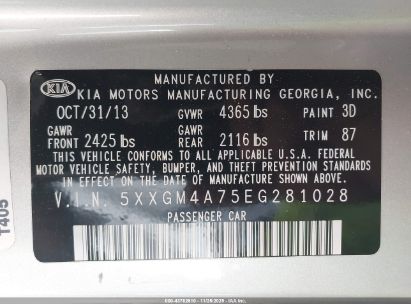 MANUFACTURED BY
KIA KIA MOTORS MANUFACTURING GEORGIA, INC.
OCT/31/13 GVWR 4365 lbs PAINT 3D
GAWR FRONT 2425 lbs GAWR REAR 2116 lbs TRIM 87
THIS VEHICLE CONFORMS TO ALL APPLICABLE U.S.A. FEDERAL
MOTOR VEHICLE SAFETY, BUMPER, AND THEFT PREVENTION
STANDARDS IN EFFECT ON THE DATE OF MANUFACTURE SHOWN ABOVE.
V.I.N. 5XXGM4A75EG281028
PASSENGER CAR
T405